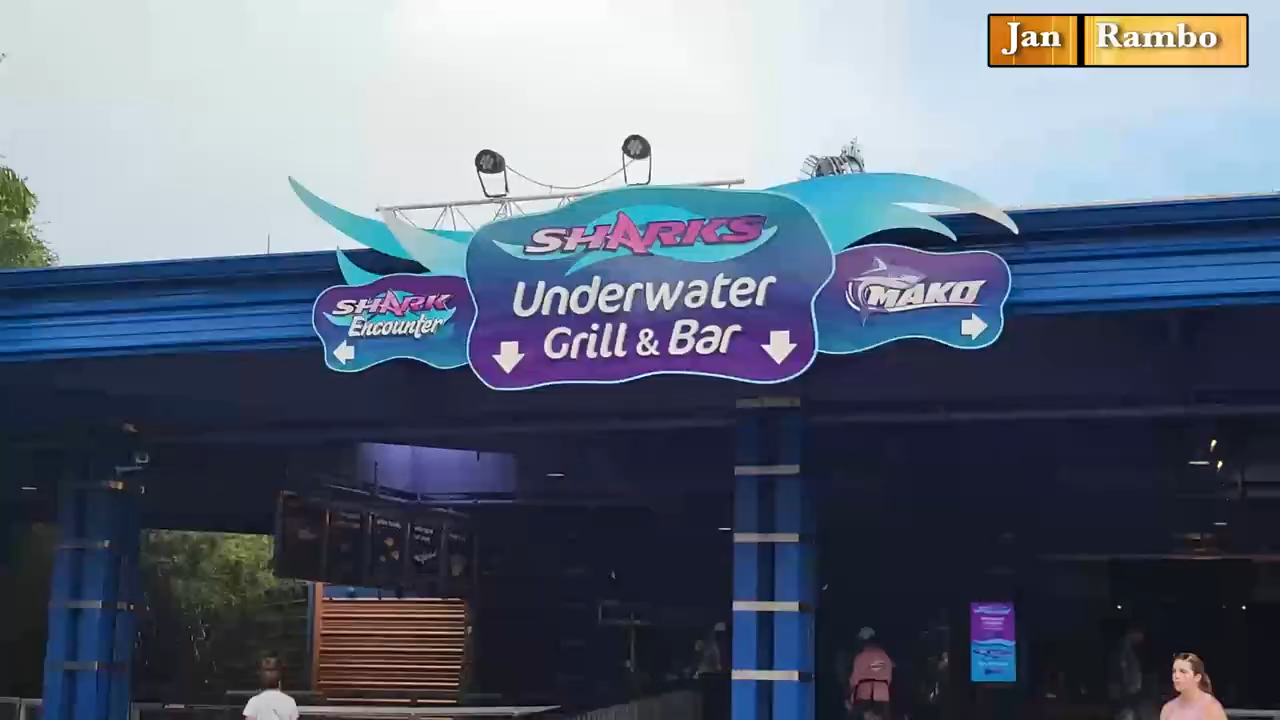 Jan Rambo
SHARKS
Underwater
Grill & Bar
SHARK
Encounter
MAKO